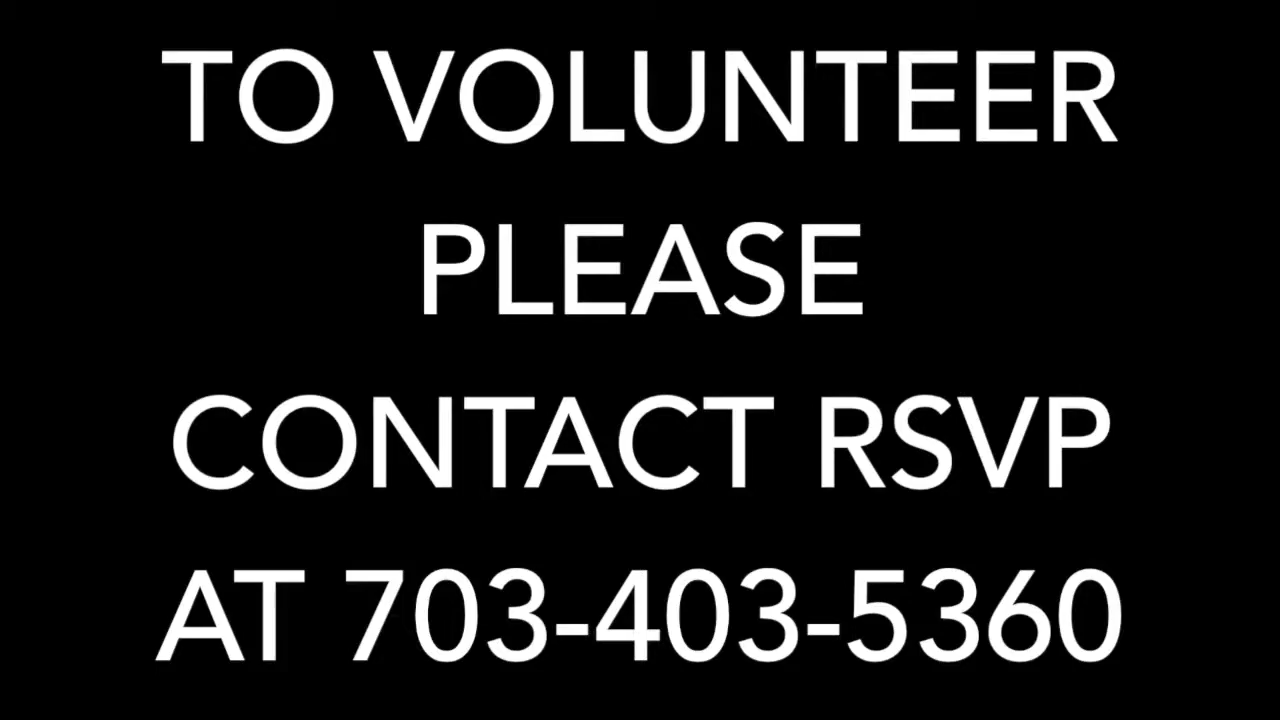 TO VOLUNTEER
PLEASE
CONTACT RSVP
AT 703-403-5360